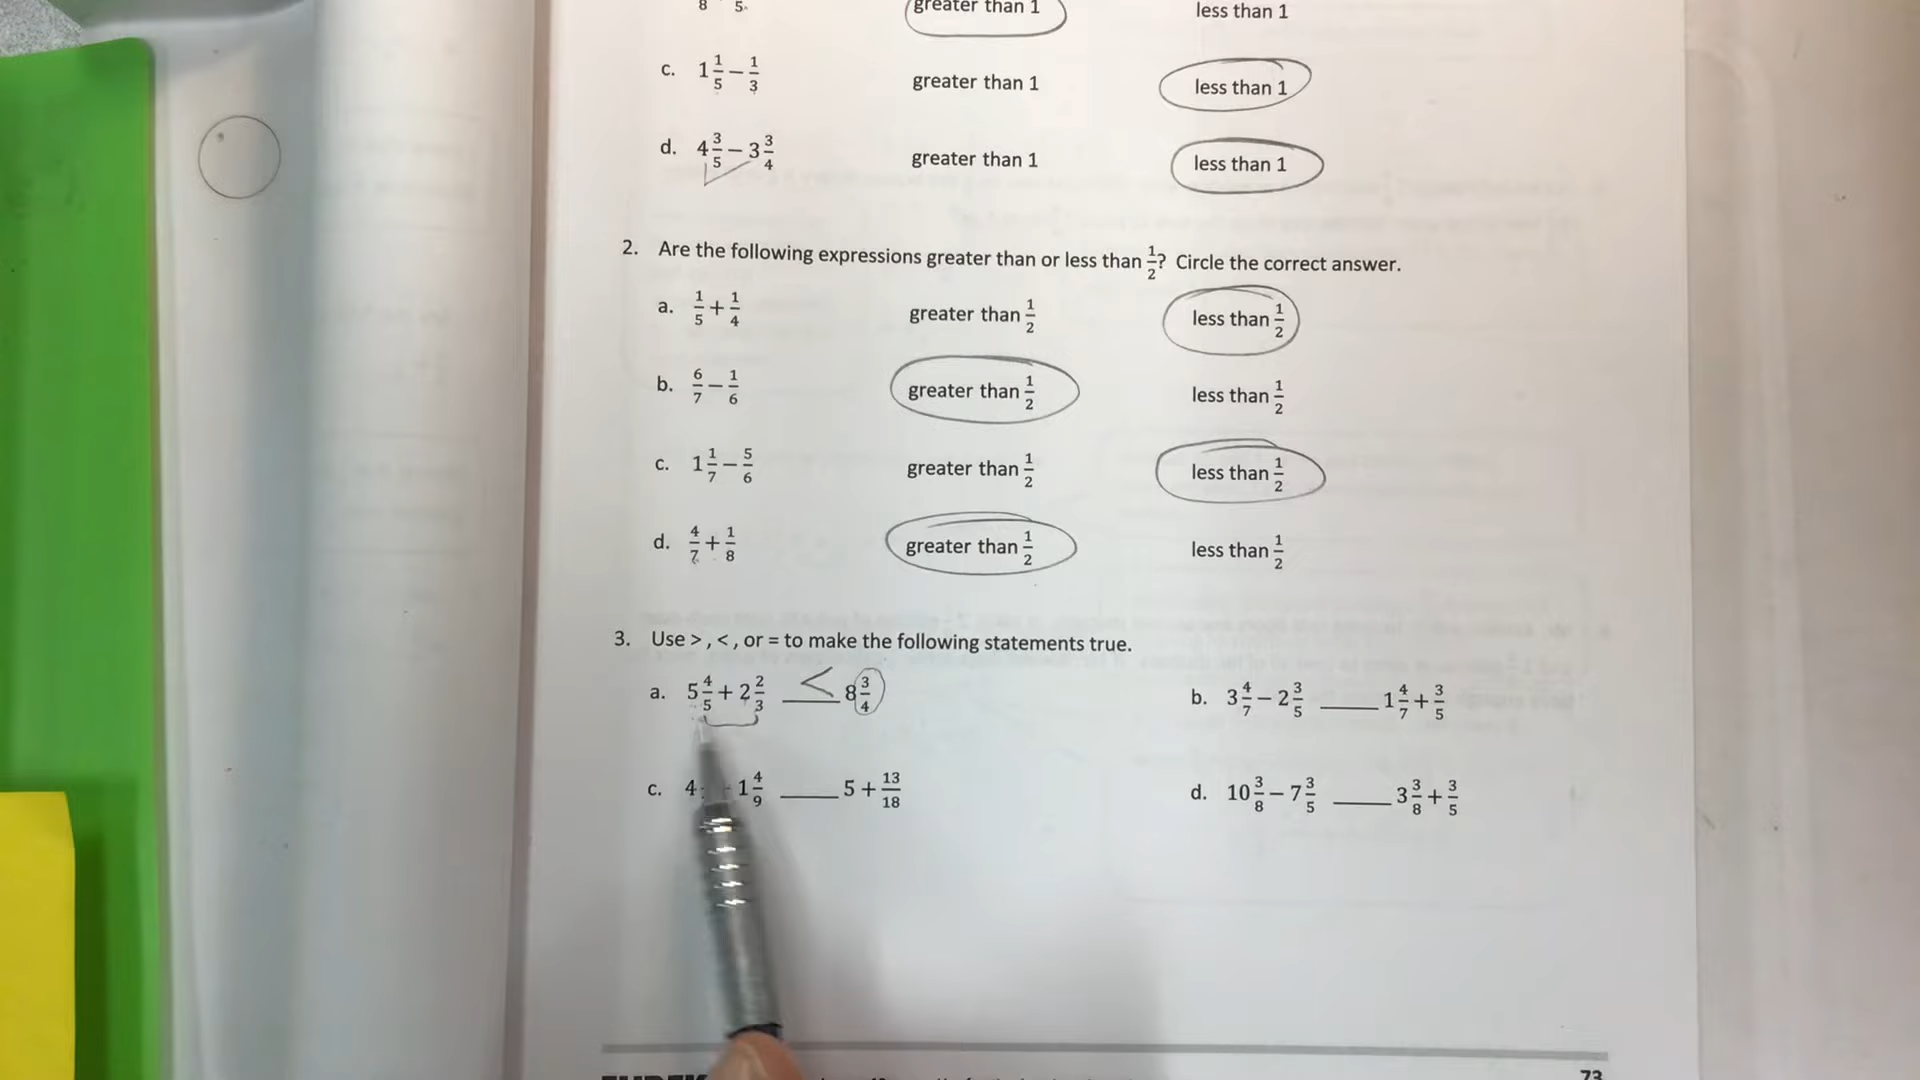 8 5 greater than 1 less than 1
c. 1 1/5 − 1/3 greater than 1 less than 1
d. 4 3/5 − 3 3/4 greater than 1 less than 1
2. Are the following expressions greater than or less than 1/2? Circle the correct answer.
a. 1/5 + 1/4 greater than 1/2 less than 1/2
b. 6/7 − 1/6 greater than 1/2 less than 1/2
c. 1 1/7 − 5/6 greater than 1/2 less than 1/2
d. 4/7 + 1/8 greater than 1/2 less than 1/2
3. Use > , < , or = to make the following statements true.
a. 5 4/5 + 2 2/3 < 8 3/4 b. 3 4/7 − 2 3/5 _____ 1 4/7 + 3/5
c. 4 1 4/9 _____ 5 + 13/18 d. 10 3/8 − 7 3/5 _____ 3 3/8 + 3/5
73